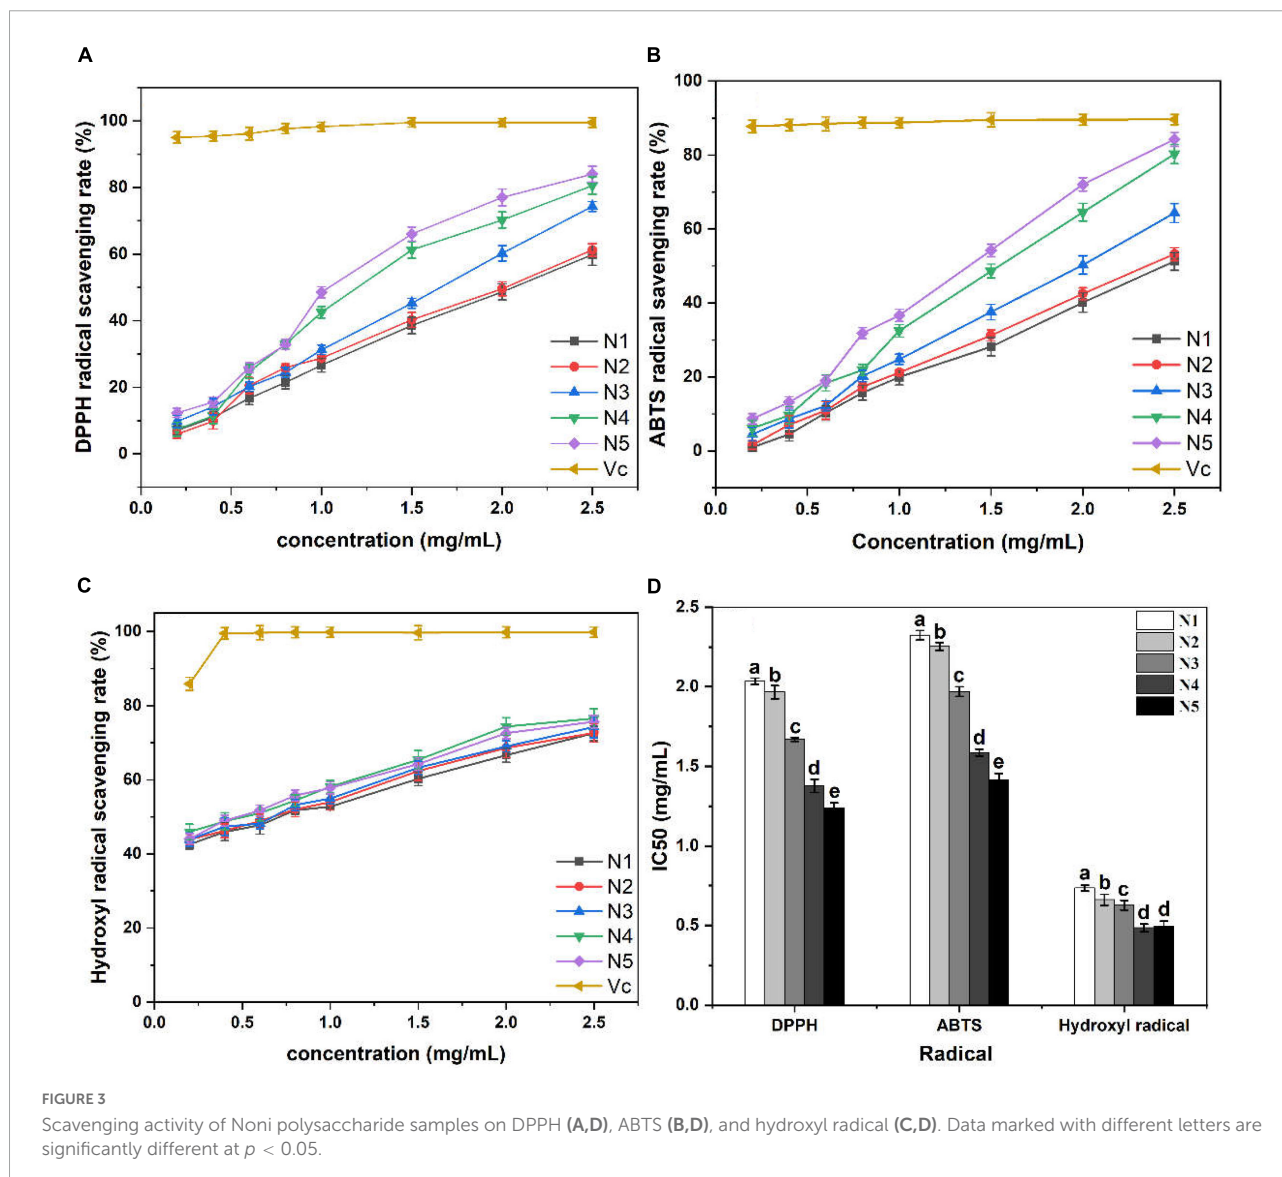 A
DPPH radical scavenging rate (%)
100
80
60
40
20
0
0.0 0.5 1.0 1.5 2.0 2.5
concentration (mg/mL)
N1
N2
N3
N4
N5
Vc
B
ABTS radical savenging rate (%)
100
80
60
40
20
0
0.0 0.5 1.0 1.5 2.0 2.5
Concentration (mg/mL)
N1
N2
N3
N4
N5
Vc
C
Hydroxyl radical scavenging rate (%)
100
80
60
40
20
0
0.0 0.5 1.0 1.5 2.0 2.5
concentration (mg/mL)
N1
N2
N3
N4
N5
Vc
D
IC50 (mg/mL)
2.5
2.0
1.5
1.0
0.5
0.0
a b c d e
a b c d e
a b c d d
N1
N2
N3
N4
N5
DPPH ABTS Hydroxyl radical
Radical
FIGURE 3
Scavenging activity of Noni polysaccharide samples on DPPH (A,D), ABTS (B,D), and hydroxyl radical (C,D). Data marked with different letters are
significantly different at p < 0.05.